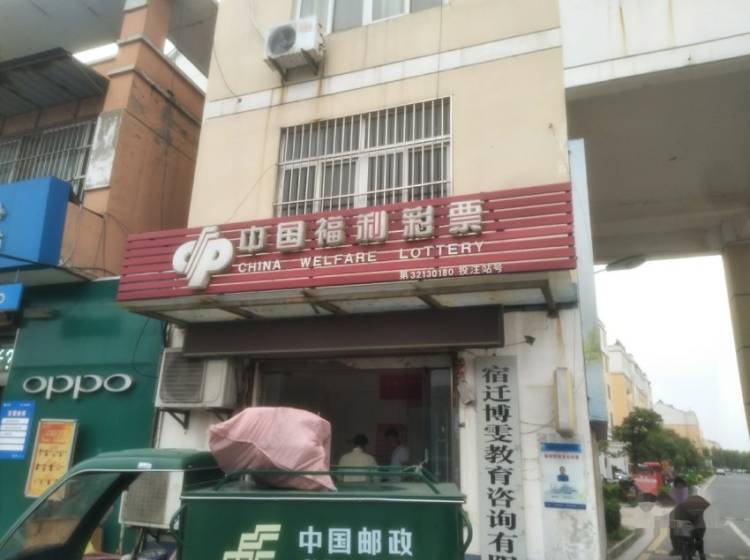 中国福利彩票
CHINA WELFARE LOTTERY
第32130180 投注站号
oppo
宿迁博雯教育咨询有限
中国邮政